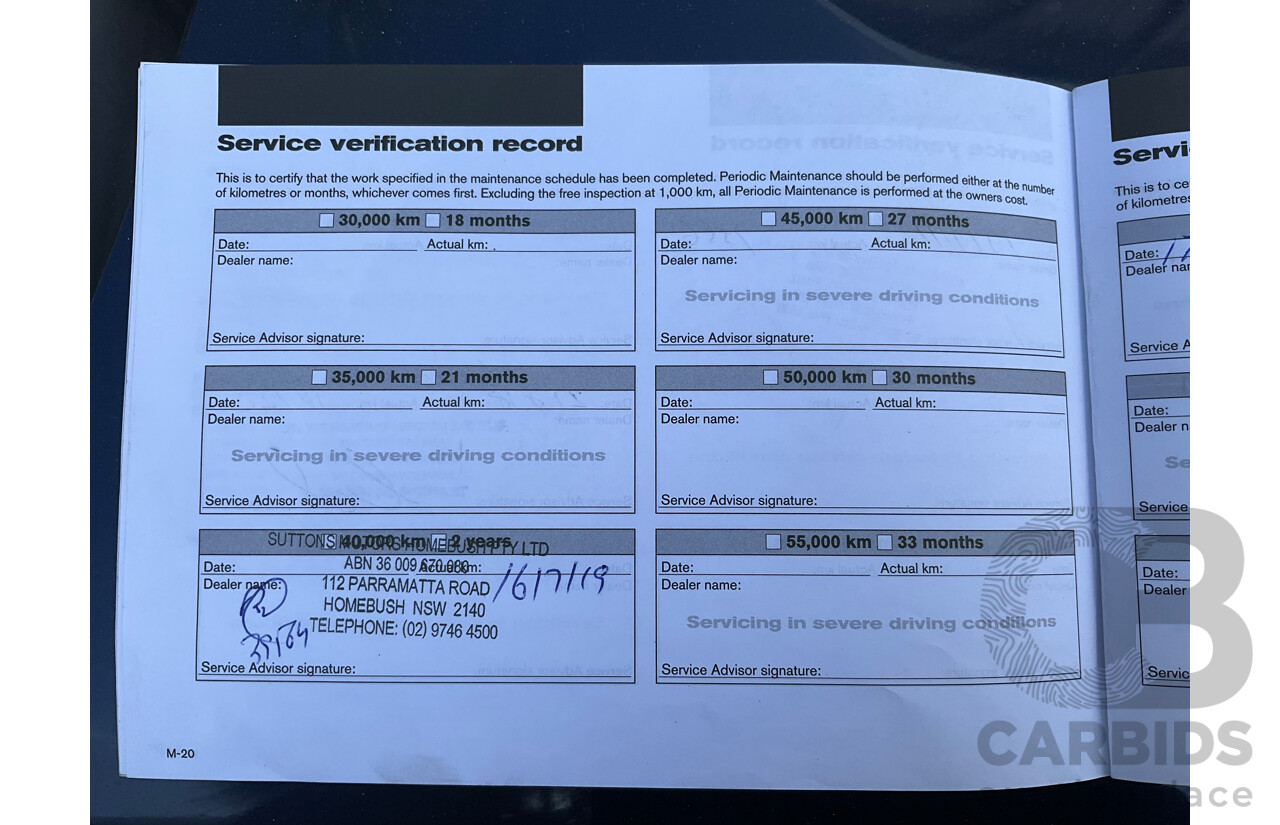 Service verification record
This is to certify that the work specified in the maintenance schedule has been completed. Periodic Maintenance should be performed either at the number
of kilometres or months, whichever comes first. Excluding the free inspection at 1,000 km, all Periodic Maintenance is performed at the owners cost.
30,000 km 18 months
Date: Actual km:
Dealer name:
Service Advisor signature:
35,000 km 21 months
Date: Actual km:
Dealer name:
Servicing in severe driving conditions
Service Advisor signature:
40,000 km 2 years
SUTTONS MOTORS HOMEBUSH PTY LTD
Date: Actual km:
ABN 36 009 670 080
Dealer name:
112 PARRAMATTA ROAD
16/7/19
HOMEBUSH NSW 2140
TELEPHONE: (02) 9746 4500
39164
Service Advisor signature:
45,000 km 27 months
Date: Actual km:
Dealer name:
Servicing in severe driving conditions
Service Advisor signature:
50,000 km 30 months
Date: Actual km:
Dealer name:
Service Advisor signature:
55,000 km 33 months
Date: Actual km:
Dealer name:
Servicing in severe driving conditions
Service Advisor signature:
M-20
Servi
This is to ce
of kilometres
Date:
Dealer nam
Service A
Date:
Dealer n
Se
Service
Date:
Dealer
Servic
CB
CARBIDS